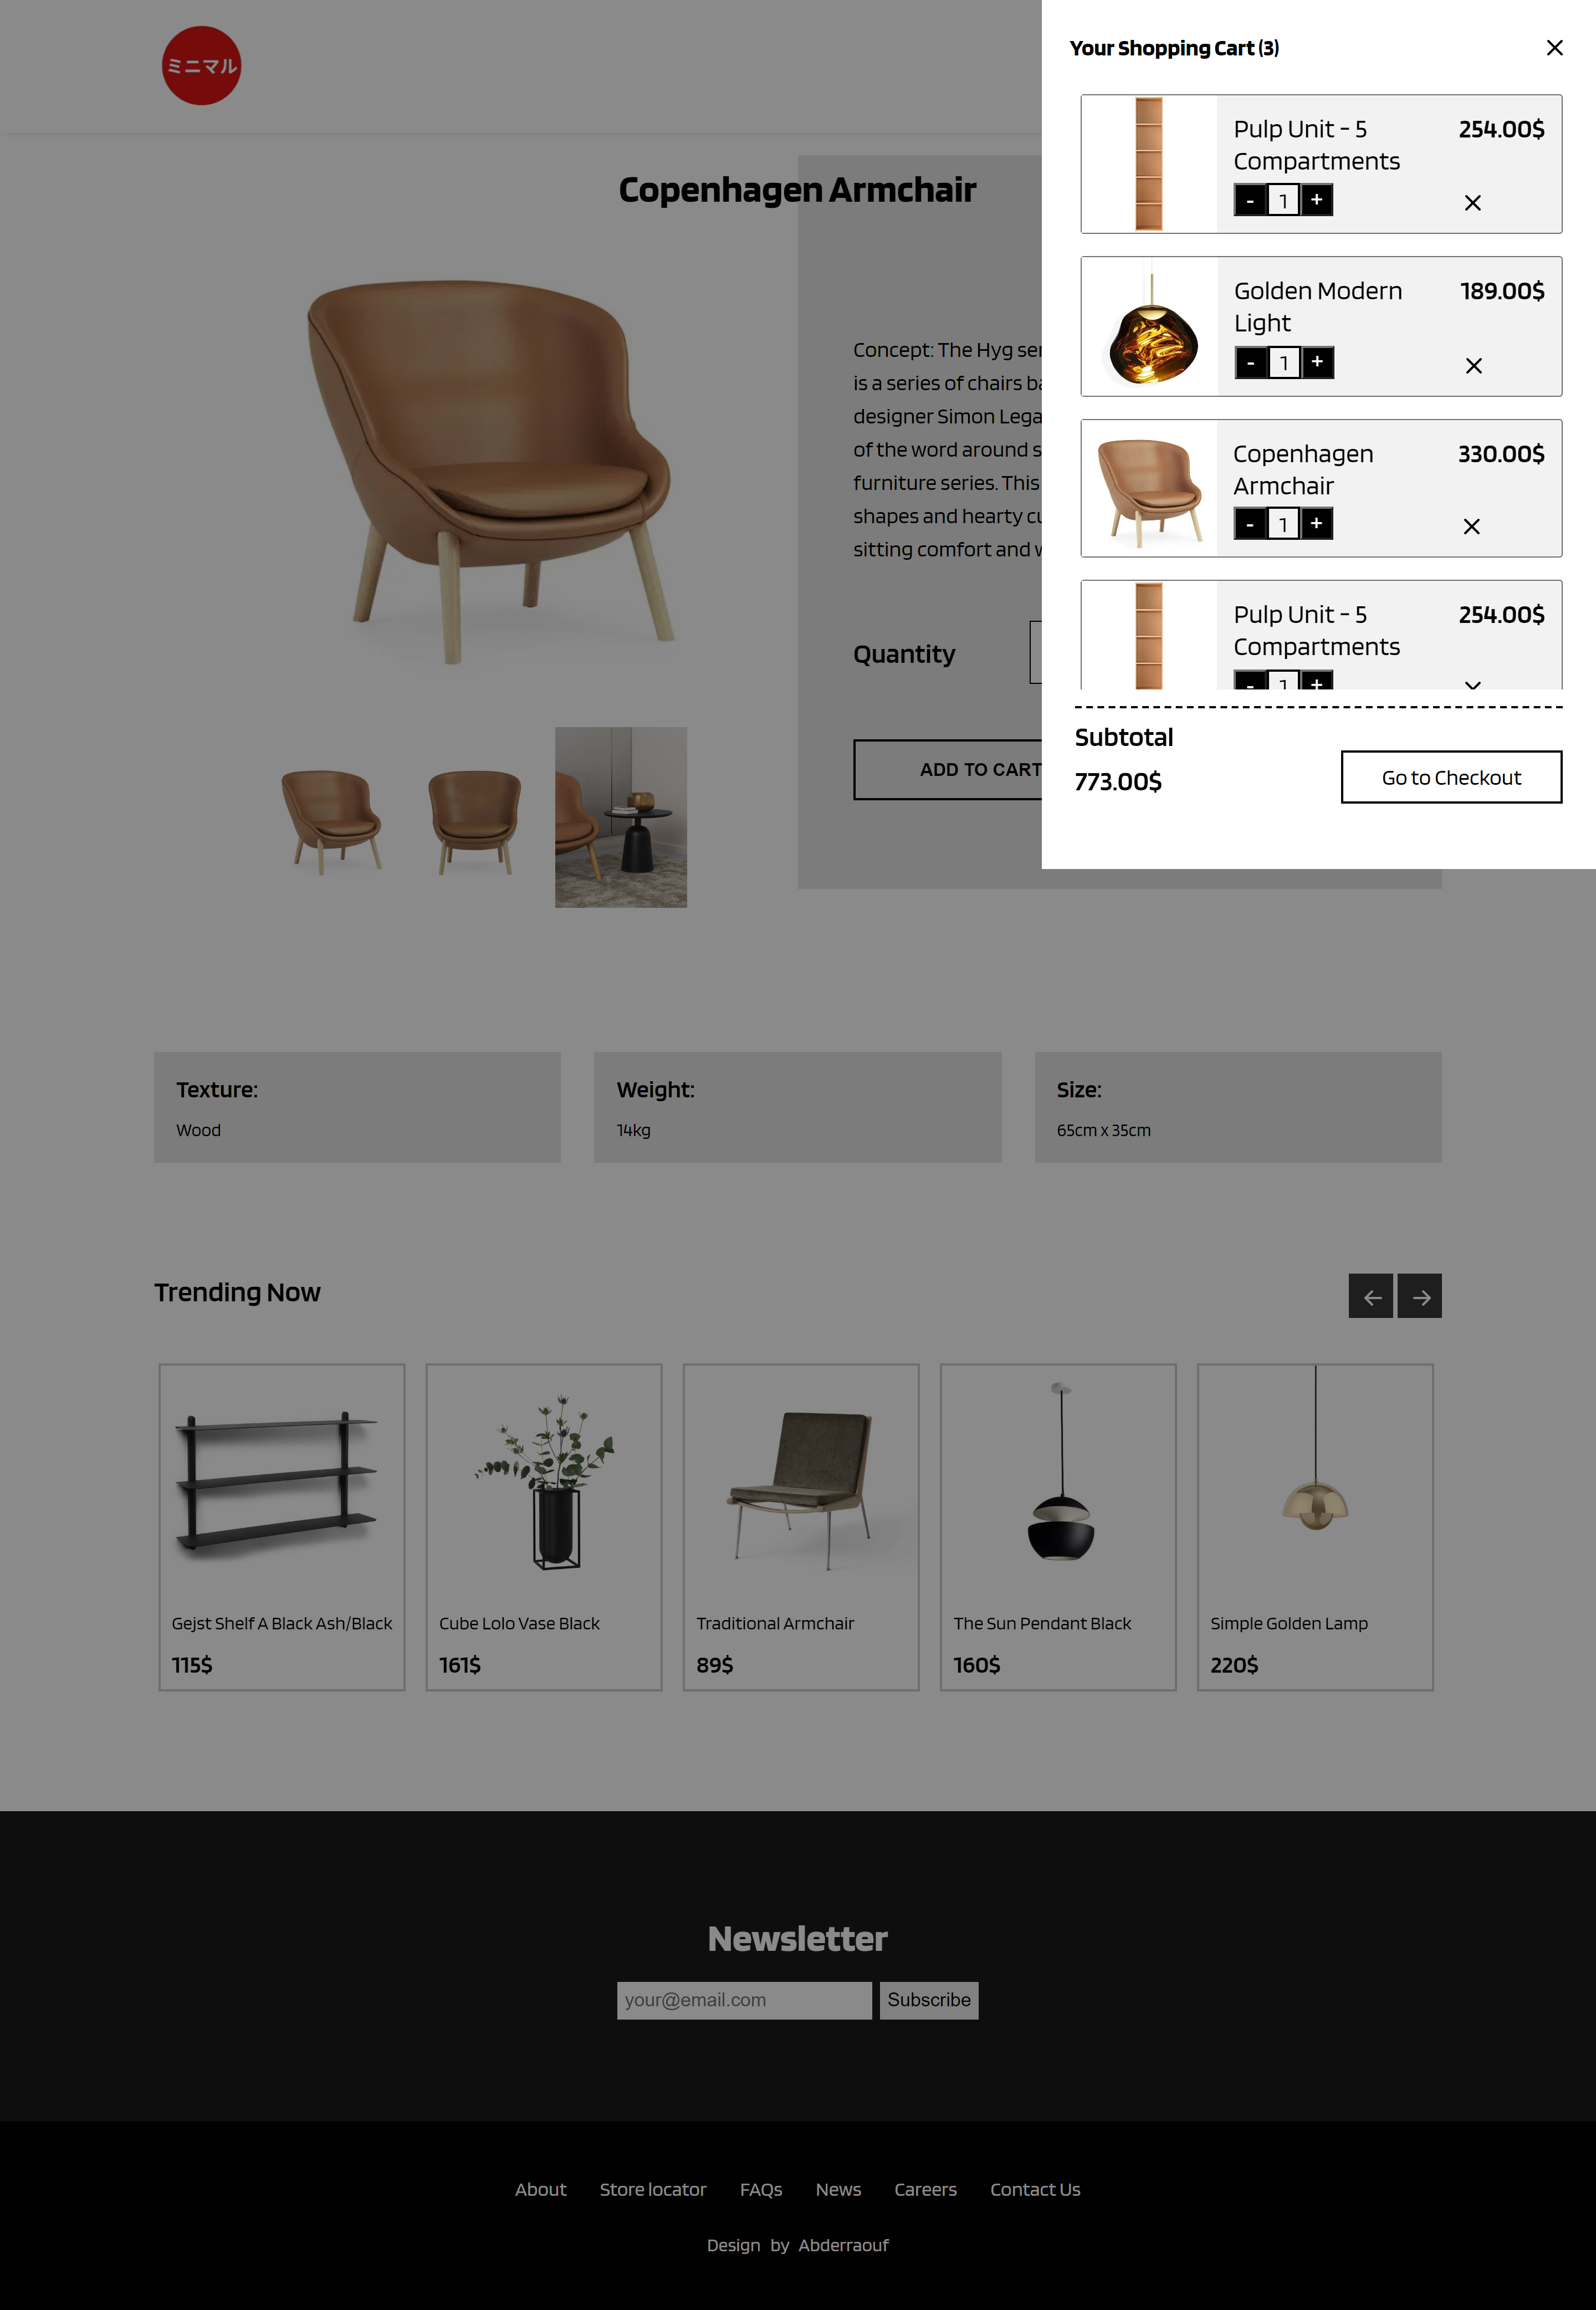 ミニマル
Your Shopping Cart (3)
Pulp Unit - 5
Compartments
254.00$
- 1 +
Golden Modern
Light
189.00$
- 1 +
Copenhagen
Armchair
330.00$
- 1 +
Pulp Unit - 5
Compartments
254.00$
- 1 +
Subtotal
773.00$
Go to Checkout
Copenhagen Armchair
Concept: The Hyg
is a series of chairs
designer Simon
of the word around
furniture series. This
shapes and hearty
sitting comfort and
Quantity
ADD TO CART
Texture:
Wood
Weight:
14kg
Size:
65cm x 35cm
Trending Now
Gejst Shelf A Black Ash/Black
115$
Cube Lolo Vase Black
161$
Traditional Armchair
89$
The Sun Pendant Black
160$
Simple Golden Lamp
220$
Newsletter
your@email.com
Subscribe
About Store locator FAQs News Careers Contact Us
Design by Abderraouf